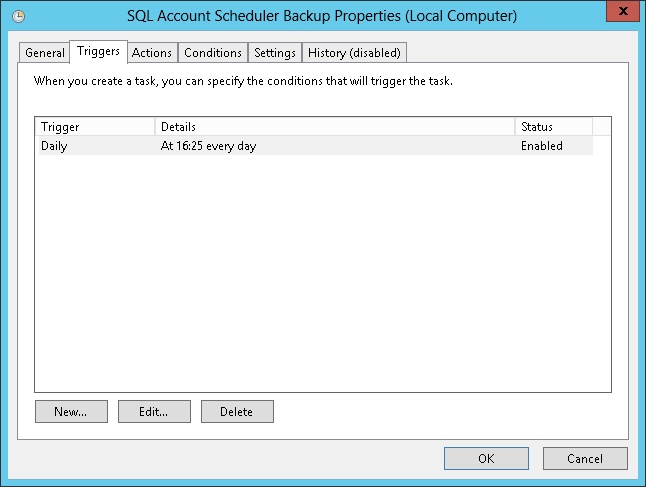 SQL Account Scheduler Backup Properties (Local Computer)
x
General Triggers Actions Conditions Settings History (disabled)
When you create a task, you can specify the conditions that will trigger the task.
Trigger Details Status
Daily At 16:25 every day Enabled
New... Edit... Delete
OK Cancel